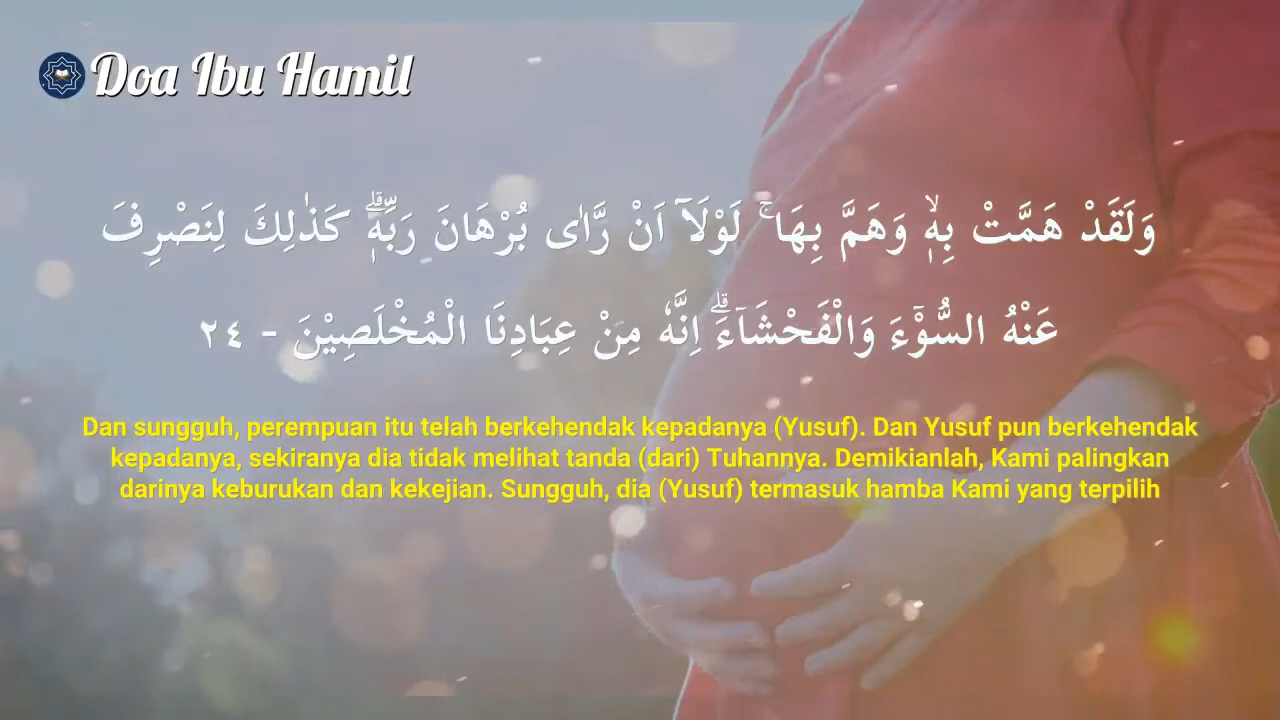 Doa Ibu Hamil
وَلَقَدْ هَمَّتْ بِهٖۙ وَهَمَّ بِهَا ۚ لَوْلَآ اَنْ رَّاٰى بُرْهَانَ رَبِّهٖۗ كَذٰلِكَ لِنَصْرِفَ
عَنْهُ السُّوْۤءَ وَالْفَحْشَاۤءَۗ اِنَّهٗ مِنْ عِبَادِنَا الْمُخْلَصِيْنَ - ٢٤
Dan sungguh, perempuan itu telah berkehendak kepadanya (Yusuf). Dan Yusuf pun berkehendak
kepadanya, sekiranya dia tidak melihat tanda (dari) Tuhannya. Demikianlah, Kami palingkan
darinya keburukan dan kekejian. Sungguh, dia (Yusuf) termasuk hamba Kami yang terpilih